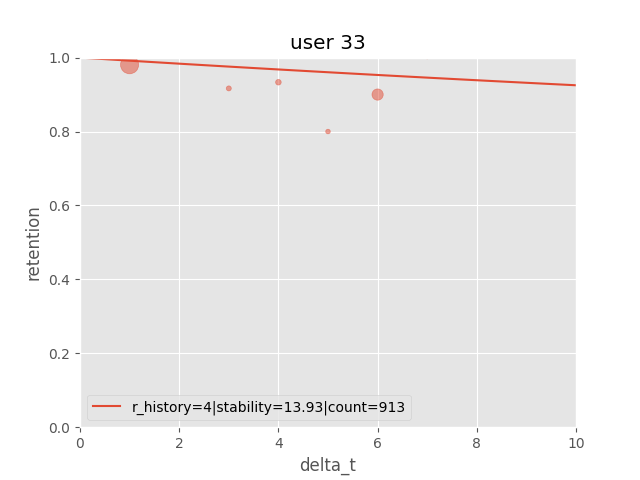 user 33
retention
1.0
0.8
0.6
0.4
0.2
0.0
r_history=4|stability=13.93|count=913
0 2 4 6 8 10
delta_t